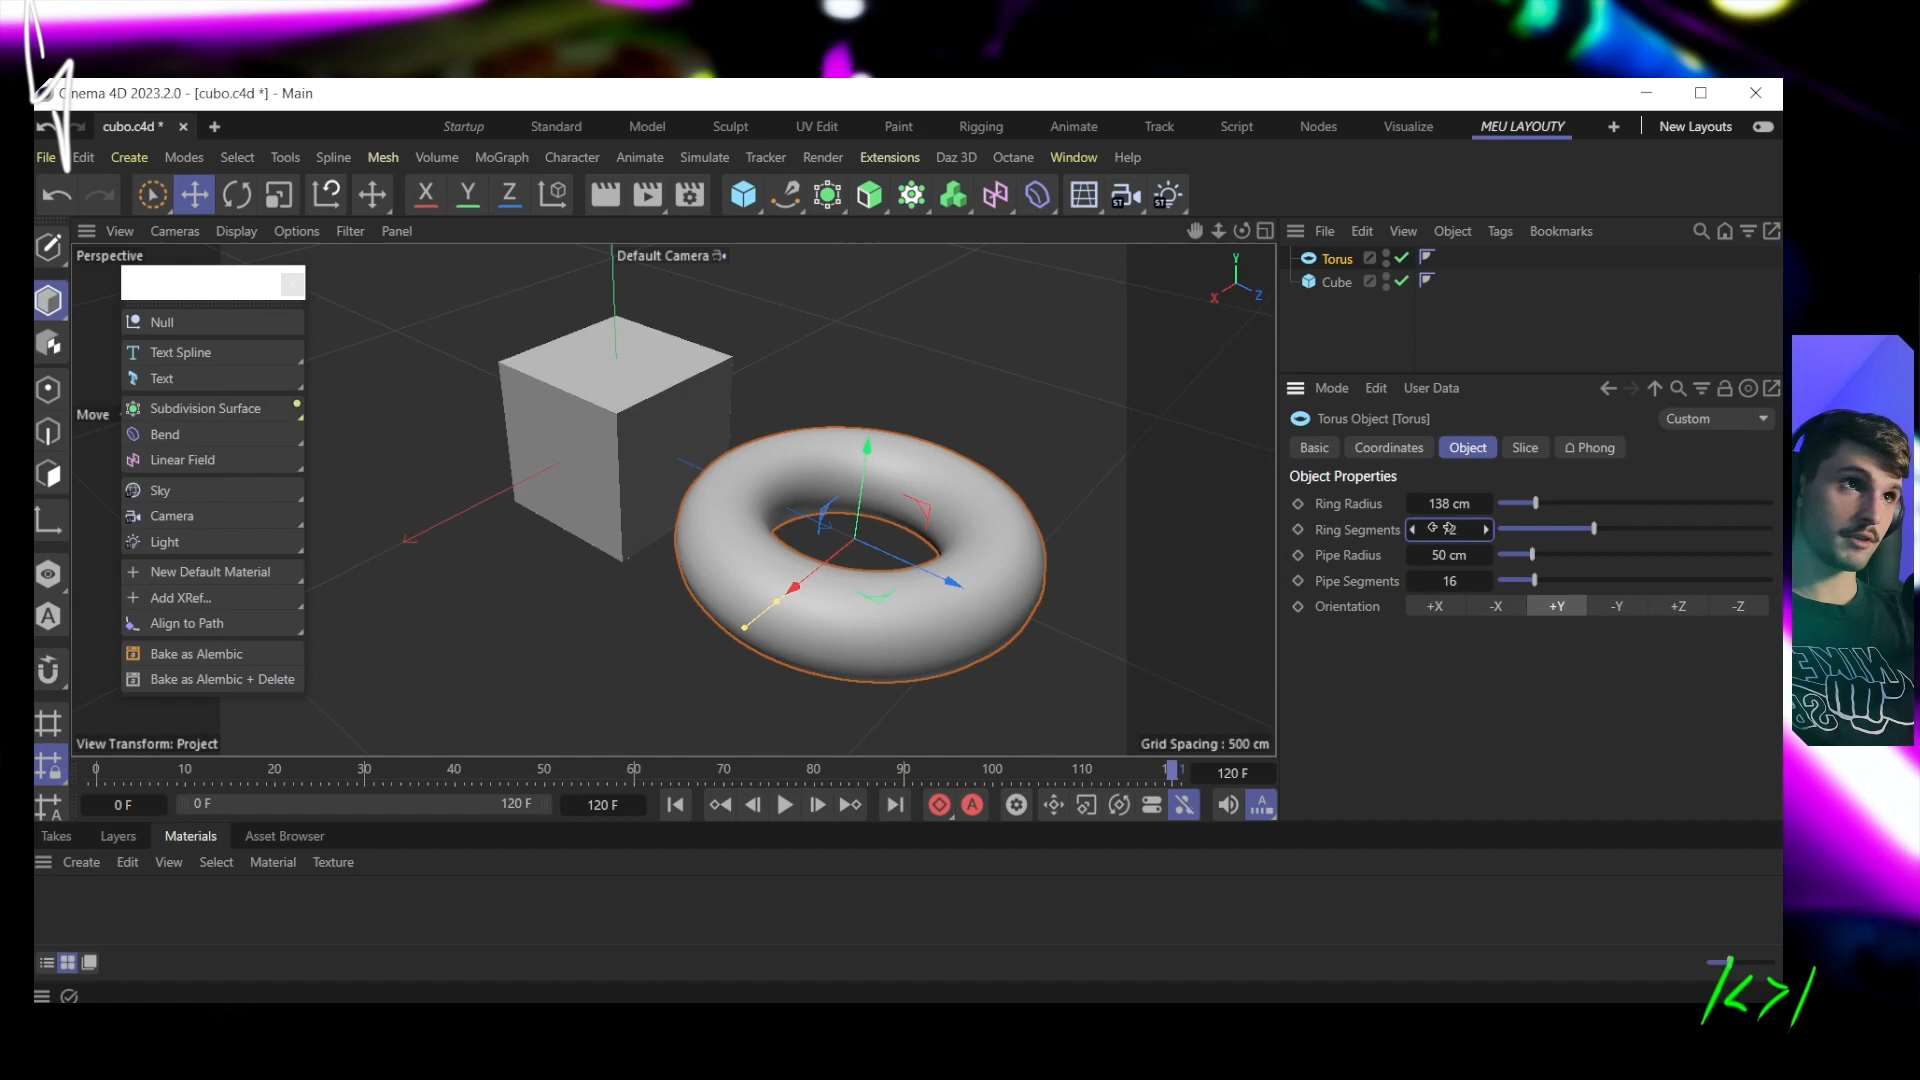 Cinema 4D 2023.2.0 - [cubo.c4d *] - Main
cubo.c4d *
Startup Standard Model Sculpt UV Edit Paint Rigging Animate Track Script Nodes Visualize MEU LAYOUTY New Layouts
File Edit Create Modes Select Tools Spline Mesh Volume MoGraph Character Animate Simulate Tracker Render Extensions Daz 3D Octane Window Help
X Y Z
ST ST
View Cameras Display Options Filter Panel
File Edit View Object Tags Bookmarks
Perspective
Default Camera
Y
X Z
Torus
Cube
Null
Text Spline
Text
Move
Subdivision Surface
Bend
Linear Field
Sky
Camera
Light
New Default Material
Add XRef...
Align to Path
Bake as Alembic
Bake as Alembic + Delete
Mode Edit User Data
Torus Object [Torus]
Custom
Basic Coordinates Object Slice Phong
Object Properties
Ring Radius 138 cm
Ring Segments
Pipe Radius 50 cm
Pipe Segments 16
Orientation +X -X +Y -Y +Z -Z
View Transform: Project
Grid Spacing : 500 cm
0 10 20 30 40 50 60 70 80 90 100 110
120 F
0 F
0 F
120 F
120 F
Takes Layers Materials Asset Browser
Create Edit View Select Material Texture
NIKE
SB